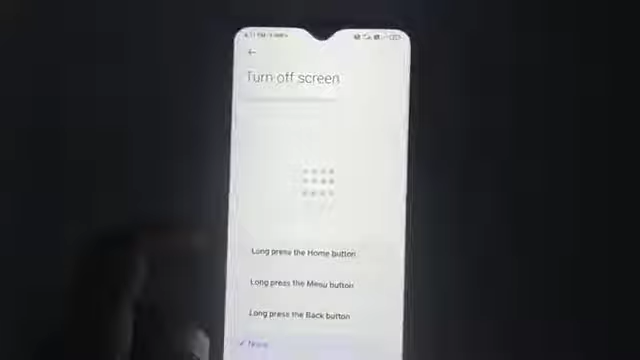 Turn off screen
Long press the Home button
Long press the Menu button
Long press the Back button
None